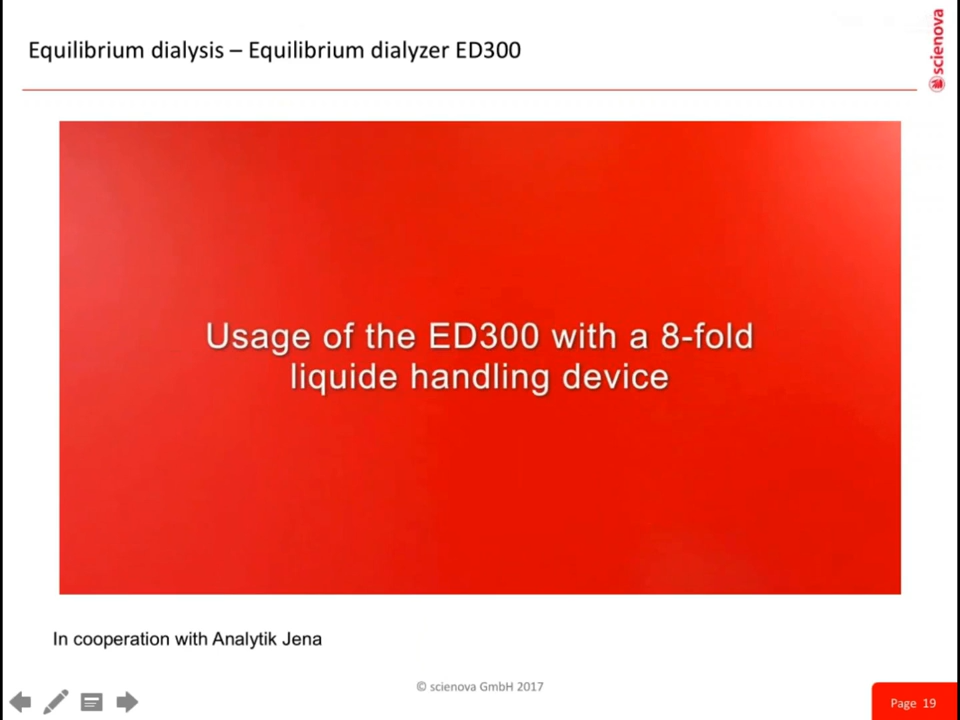 Equilibrium dialysis – Equilibrium dialyzer ED300
scienova
Usage of the ED300 with a 8-fold
liquide handling device
In cooperation with Analytik Jena
© scienova GmbH 2017
Page 19